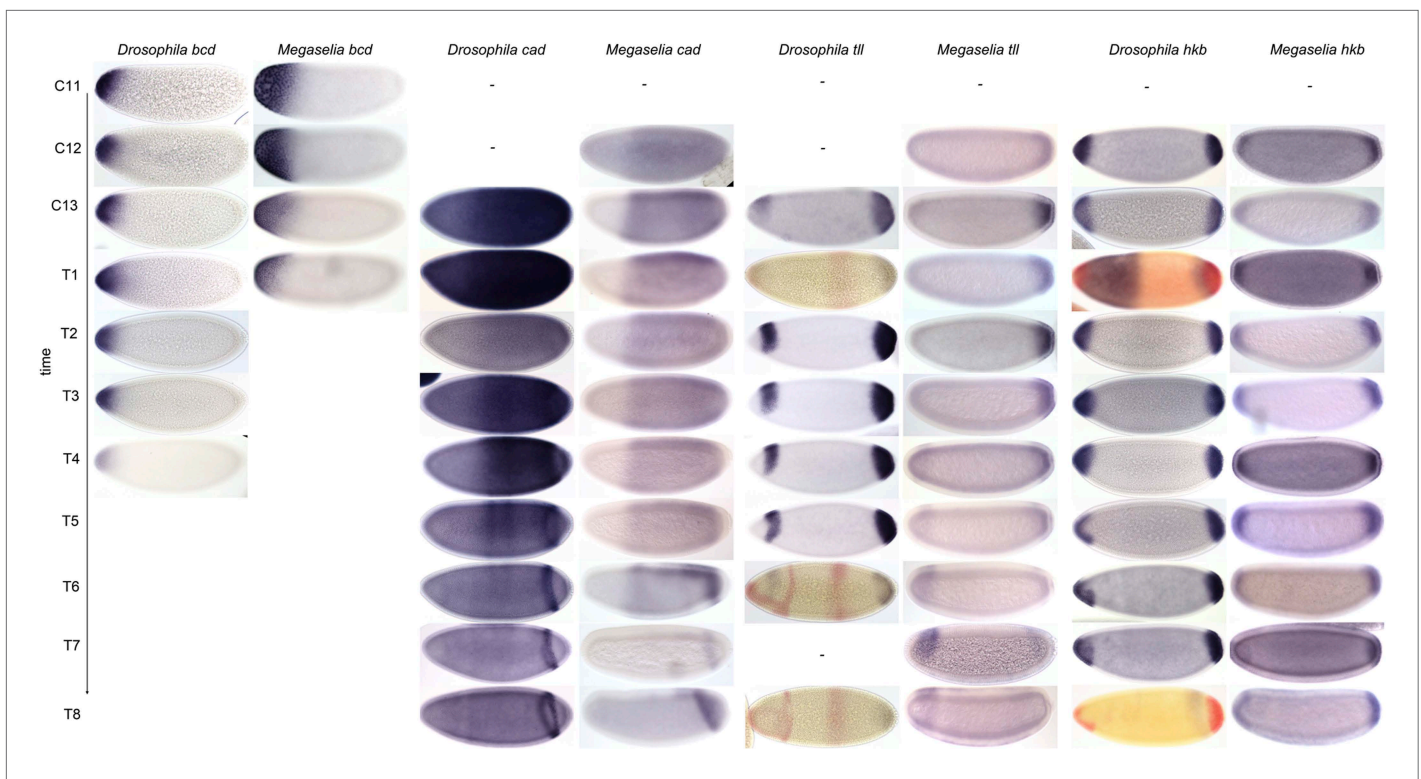 Drosophila bcd Megaselia bcd Drosophila cad Megaselia cad Drosophila tll Megaselia tll Drosophila hkb Megaselia hkb
C11 - - - - - -
C12 - -
C13
T1
T2
time
T3
T4
T5
T6
T7 -
T8